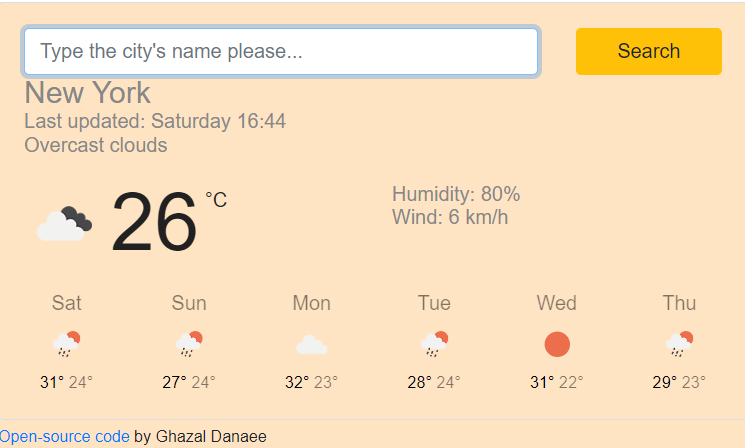 Type the city's name please...
Search
New York
Last updated: Saturday 16:44
Overcast clouds
26 °C
Humidity: 80%
Wind: 6 km/h
Sat Sun Mon Tue Wed Thu
31° 24° 27° 24° 32° 23° 28° 24° 31° 22° 29° 23°
Open-source code by Ghazal Danaee